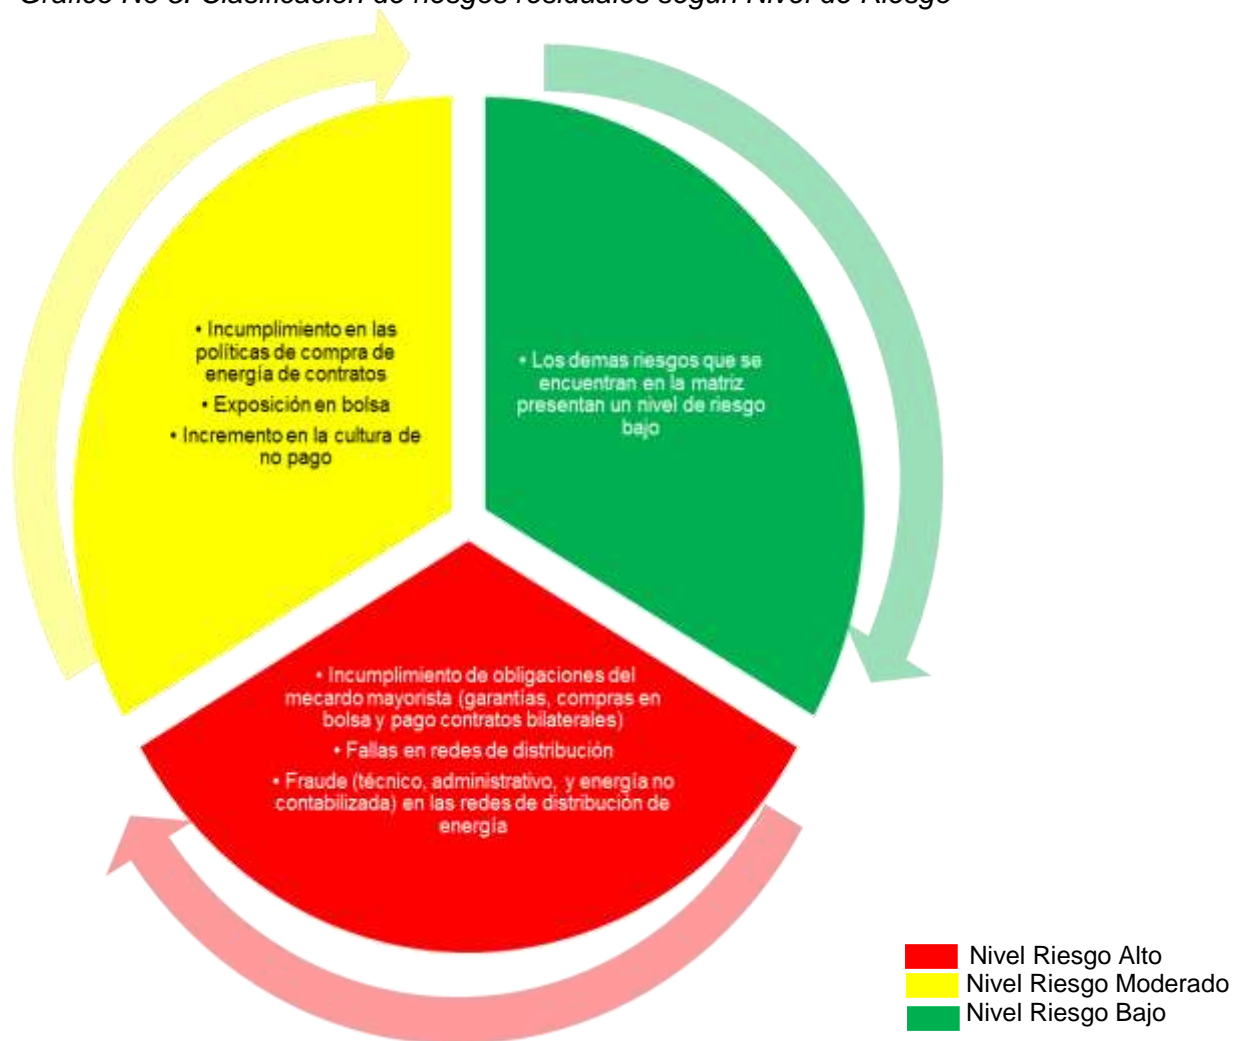 Gráfico No 3. Clasificación de riesgos residuales según Nivel de Riesgo
• Incumplimiento en las
políticas de compra de
energía de contratos
• Exposición en bolsa
• Incremento en la cultura de
no pago
• Los demas riesgos que se
encuentran en la matriz
presentan un nivel de riesgo
bajo
• Incumplimiento de obligaciones del
mecardo mayorista (garantías, compras en
bolsa y pago contratos bilaterales)
• Fallas en redes de distribución
• Fraude (técnico, administrativo, y energía no
contabilizada) en las redes de distribución de
energía
Nivel Riesgo Alto
Nivel Riesgo Moderado
Nivel Riesgo Bajo